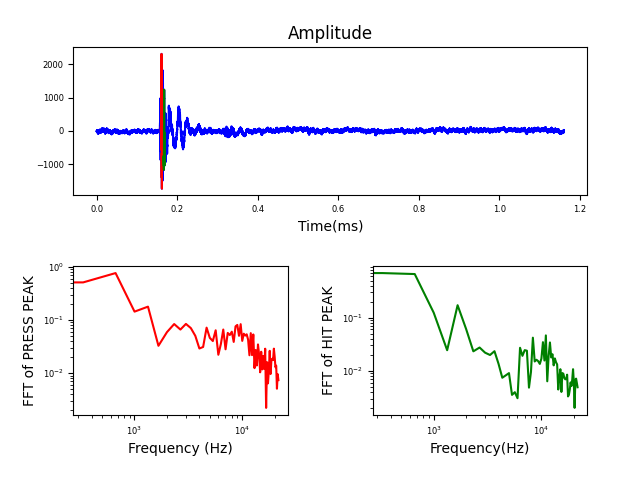 Amplitude
2000
1000
0
−1000
0.0 0.2 0.4 0.6 0.8 1.0 1.2
Time(ms)
FFT of PRESS PEAK
10⁰
10⁻¹
10⁻²
10³ 10⁴
Frequency (Hz)
FFT of HIT PEAK
10⁻¹
10⁻²
10³ 10⁴
Frequency(Hz)